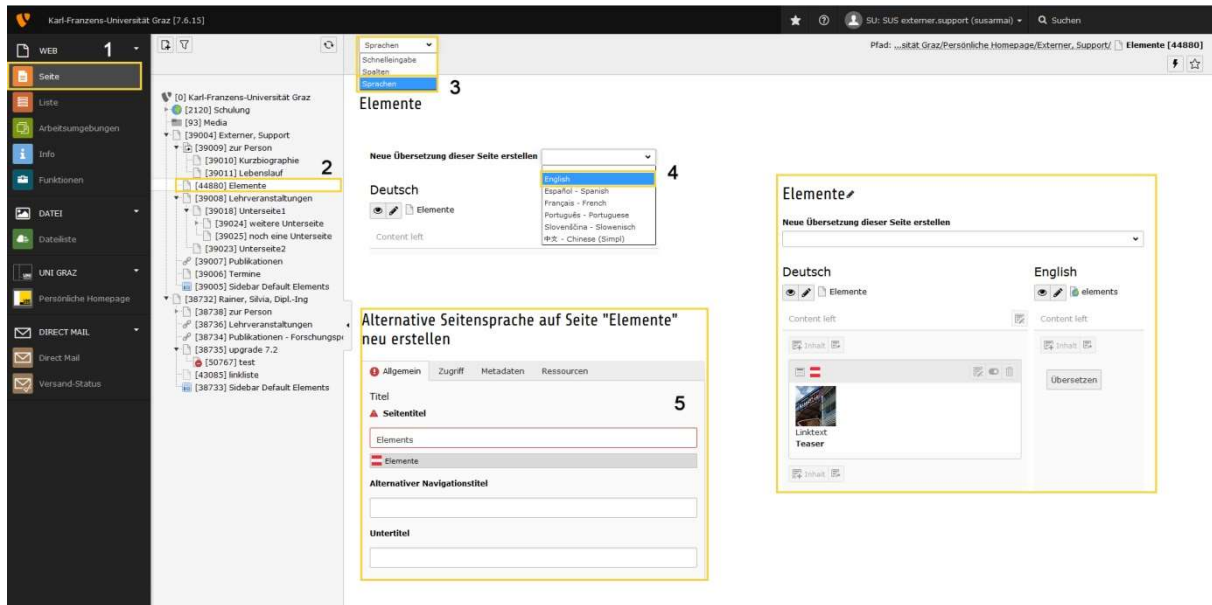 Karl-Franzens-Universität Graz [7.6.15]
SU: SUS externer.support (susarmai)
Suchen
WEB
1
Seite
Liste
Arbeitsumgebungen
Info
Funktionen
DATEI
Dateiliste
UNI GRAZ
Persönliche Homepage
DIRECT MAIL
Direct Mail
Versand-Status
[0] Karl-Franzens-Universität Graz
[2120] Schulung
[93] Media
[39004] Externer, Support
[39009] zur Person
[39010] Kurzbiographie
2
[39011] Lebenslauf
[44880] Elemente
[39008] Lehrveranstaltungen
[39018] Unterseite1
[39024] weitere Unterseite
[39025] noch eine Unterseite
[39023] Unterseite2
[39007] Publikationen
[39006] Termine
[39005] Sidebar Default Elements
[38732] Rainer, Silvia, Dipl.-Ing
[38738] zur Person
[38736] Lehrveranstaltungen
[38734] Publikationen - Forschungsp
[38735] upgrade 7.2
[50767] test
[43085] linkliste
[38733] Sidebar Default Elements
Sprachen
Schnelleingabe
Spalten
Sprachen
3
Pfad: ...sität Graz/Persönliche Homepage/Externer, Support/ Elemente [44880]
Elemente
Neue Übersetzung dieser Seite erstellen
4
English
Español - Spanish
Français - French
Português - Portuguese
Slovenščina - Slowenisch
中文 - Chinese (Simpl)
Deutsch
Elemente
Content left
Alternative Seitensprache auf Seite "Elemente"
neu erstellen
Allgemein Zugriff Metadaten Ressourcen
Titel
5
Seitentitel
Elements
Elemente
Alternativer Navigationstitel
Untertitel
Elemente
Neue Übersetzung dieser Seite erstellen
Deutsch English
Elemente elements
Content left Content left
Inhalt Inhalt
Übersetzen
Linktext
Teaser
Inhalt